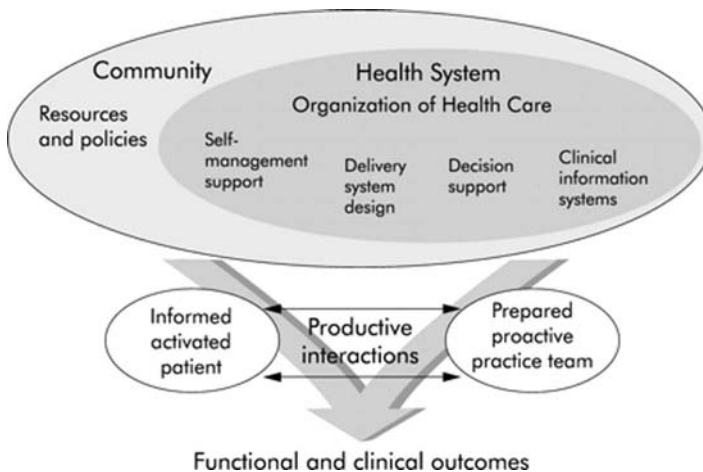 Community
Health System
Organization of Health Care
Resources
and policies
Self-
management
support
Delivery
system
design
Decision
support
Clinical
information
systems
Informed
activated
patient
Productive
interactions
Prepared
proactive
practice team
Functional and clinical outcomes